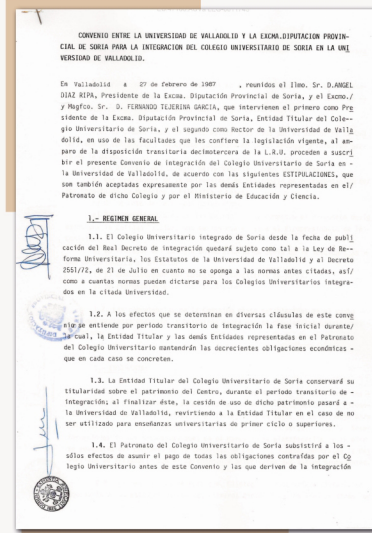 CONVENIO ENTRE LA UNIVERSIDAD DE VALLADOLID Y LA EXCMA.DIPUTACION PROVIN-
CIAL DE SORIA PARA LA INTEGRACION DEL COLEGIO UNIVERSITARIO DE SORIA EN LA UNI
VERSIDAD DE VALLADOLID.
En Valladolid a 27 de febrero de 1987 , reunidos el Ilmo. Sr. D.ANGEL
DIAZ RIPA, Presidente de la Excma. Diputación Provincial de Soria, y el Excmo./
y Magfco. Sr. D. FERNANDO TEJERINA GARCIA, que intervienen el primero como Pre
sidente de la Excma. Diputación Provincial de Soria, Entidad Titular del Cole--
gio Universitario de Soria, y el segundo como Rector de la Universidad de Valla
dolid, en uso de las facultades que les confiere la legislación vigente, al am-
paro de la disposición transitoria decimotercera de la L.R.U. proceden a suscri
bir el presente Convenio de integración del Colegio Universitario de Soria en -
la Universidad de Valladolid, de acuerdo con las siguientes ESTIPULACIONES, que
son también aceptadas expresamente por las demás Entidades representadas en el/
Patronato de dicho Colegio y por el Ministerio de Educación y Ciencia.
1.- REGIMEN GENERAL
1.1. El Colegio Universitario integrado de Soria desde la fecha de publi
cación del Real Decreto de integración quedará sujeto como tal a la Ley de Re--
forma Universitaria, los Estatutos de la Universidad de Valladolid y al Decreto
2551/72, de 21 de Julio en cuanto no se oponga a las normas antes citadas, así/
como a cuantas normas puedan dictarse para los Colegios Universitarios integra-
dos en la citada Universidad.
1.2. A los efectos que se determinan en diversas cláusulas de este conve
nio se entiende por periodo transitorio de integración la fase inicial durante/
la cual, la Entidad Titular y las demás Entidades representadas en el Patronato
del Colegio Universitario mantendrán las decrecientes obligaciones económicas -
que en cada caso se concreten.
1.3. La Entidad Titular del Colegio Universitario de Soria conservará su
titularidad sobre el patrimonio del Centro, durante el periodo transitorio de -
integración; al finalizar éste, la cesión de uso de dicho patrimonio pasará a -
la Universidad de Valladolid, revirtiendo a la Entidad Titular en el caso de no
ser utilizado para enseñanzas universitarias de primer ciclo o superiores.
1.4. El Patronato del Colegio Universitario de Soria subsistirá a los -
sólos efectos de asumir el pago de todas las obligaciones contraídas por el Co
legio Universitario antes de este Convenio y las que deriven de la integración